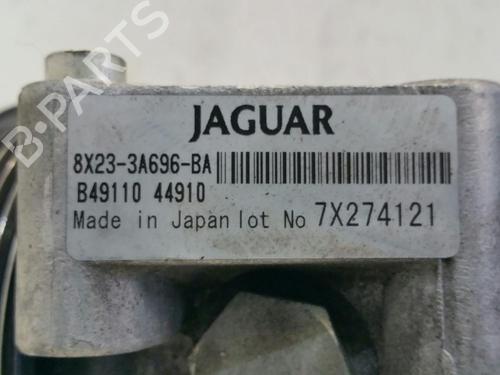 B-PARTS
JAGUAR
8X23-3A696-BA
B49110 44910
Made in Japan lot No 7X274121